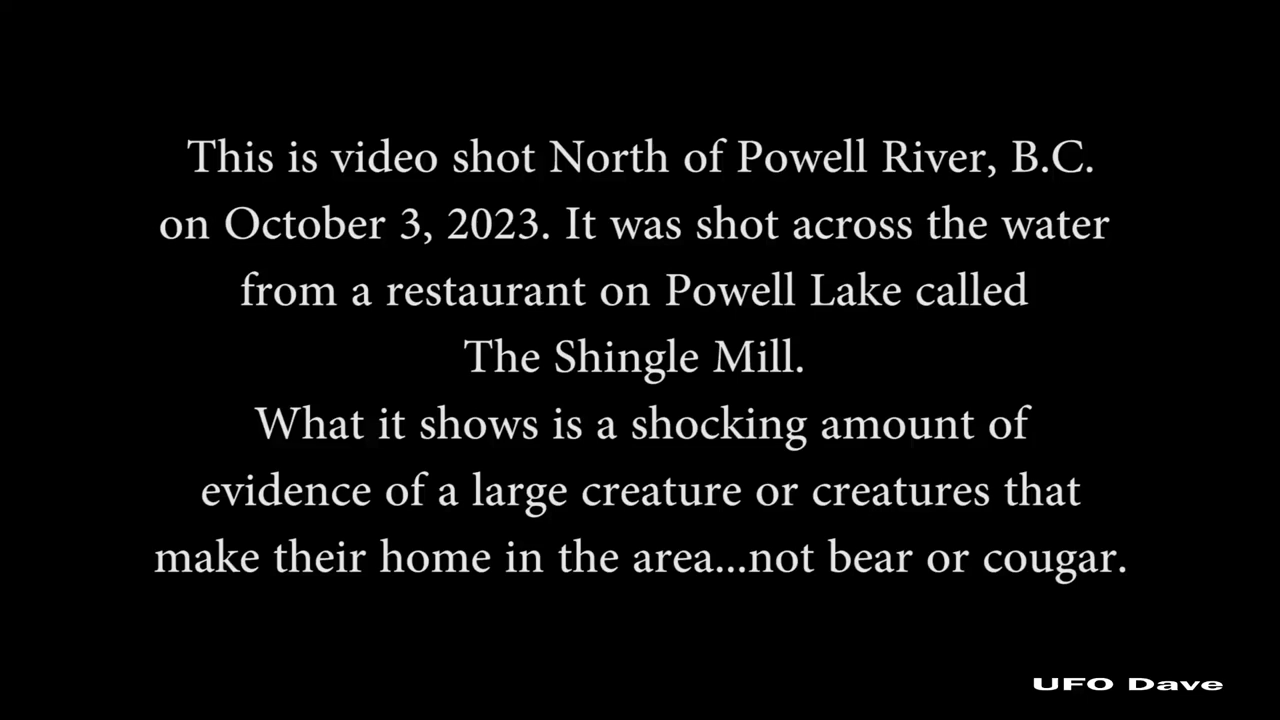 This is video shot North of Powell River, B.C.
on October 3, 2023. It was shot across the water
from a restaurant on Powell Lake called
The Shingle Mill.
What it shows is a shocking amount of
evidence of a large creature or creatures that
make their home in the area...not bear or cougar.
UFO Dave